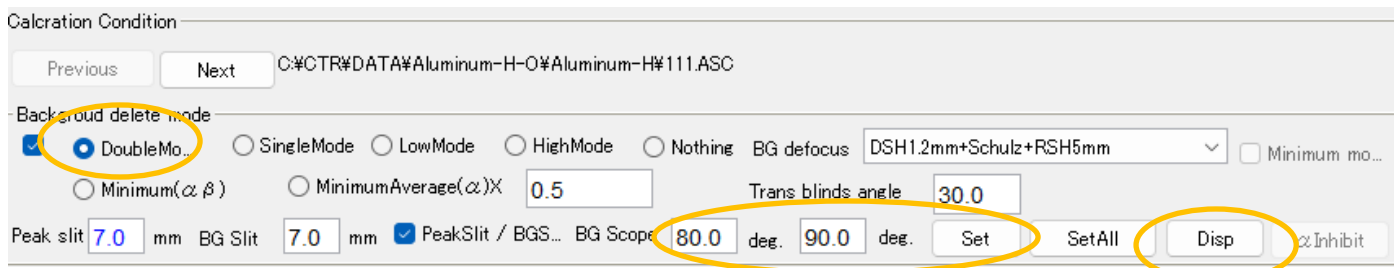 Calcration Condition
Previous Next C:¥CTR¥DATA¥Aluminum-H-O¥Aluminum-H¥111.ASC
Backgroud delete mode
DoubleMo... SingleMode LowMode HighMode Nothing BG defocus DSH1.2mm+Schulz+RSH5mm Minimum mo...
Minimum(αβ) MinimumAverage(α)X 0.5 Trans blinds angle 30.0
Peak slit 7.0 mm BG Slit 7.0 mm PeakSlit / BGS... BG Scope 80.0 deg. 90.0 deg. Set SetAll Disp αInhibit